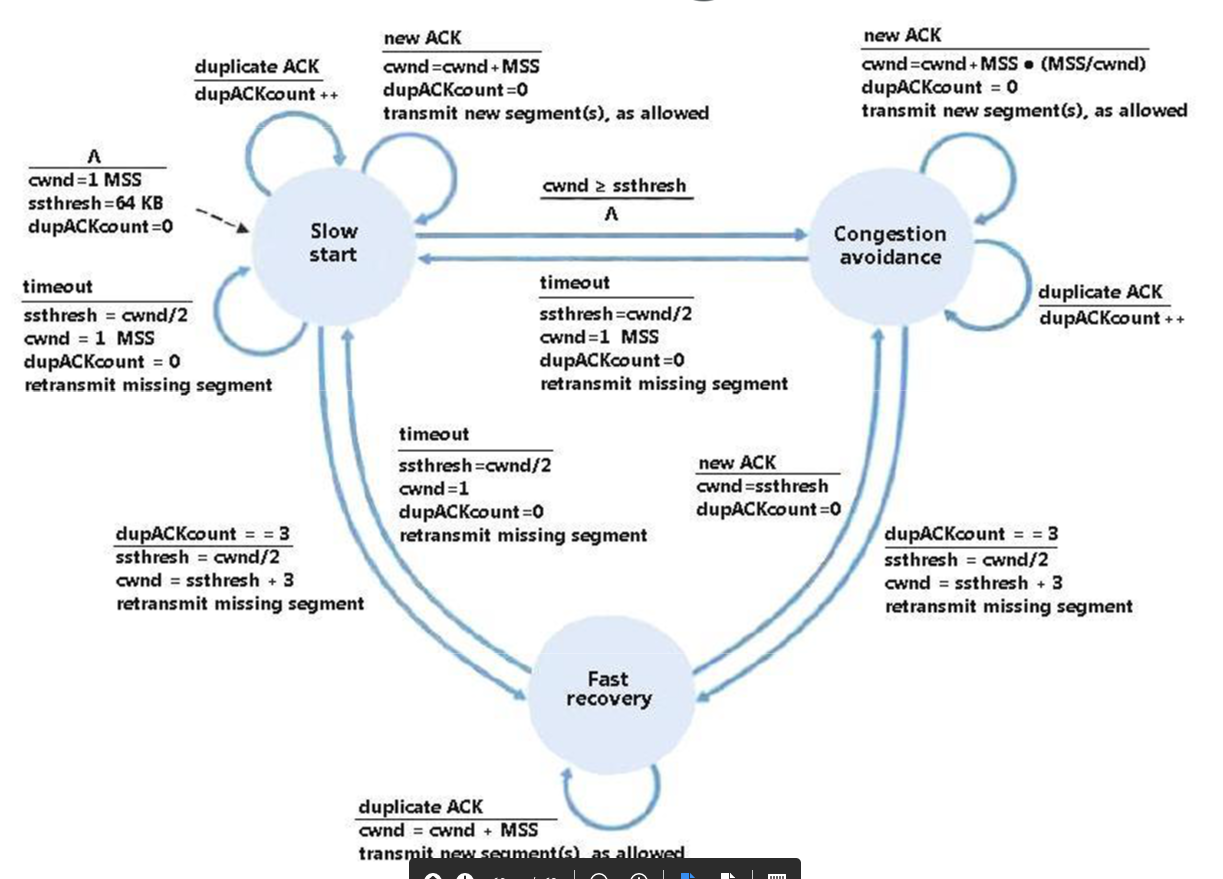 new ACK
cwnd=cwnd+MSS
dupACKcount=0
transmit new segment(s), as allowed
new ACK
cwnd=cwnd+MSS • (MSS/cwnd)
dupACKcount = 0
transmit new segment(s), as allowed
duplicate ACK
dupACKcount++
Λ
cwnd=1 MSS
ssthresh=64 KB
dupACKcount=0
Slow
start
cwnd ≥ ssthresh
Λ
Congestion
avoidance
timeout
ssthresh = cwnd/2
cwnd = 1 MSS
dupACKcount = 0
retransmit missing segment
timeout
ssthresh=cwnd/2
cwnd=1 MSS
dupACKcount=0
retransmit missing segment
duplicate ACK
dupACKcount++
timeout
ssthresh=cwnd/2
cwnd=1
dupACKcount=0
retransmit missing segment
new ACK
cwnd=ssthresh
dupACKcount=0
dupACKcount = = 3
ssthresh = cwnd/2
cwnd = ssthresh + 3
retransmit missing segment
dupACKcount = = 3
ssthresh = cwnd/2
cwnd = ssthresh + 3
retransmit missing segment
Fast
recovery
duplicate ACK
cwnd = cwnd + MSS
transmit new segment(s), as allowed